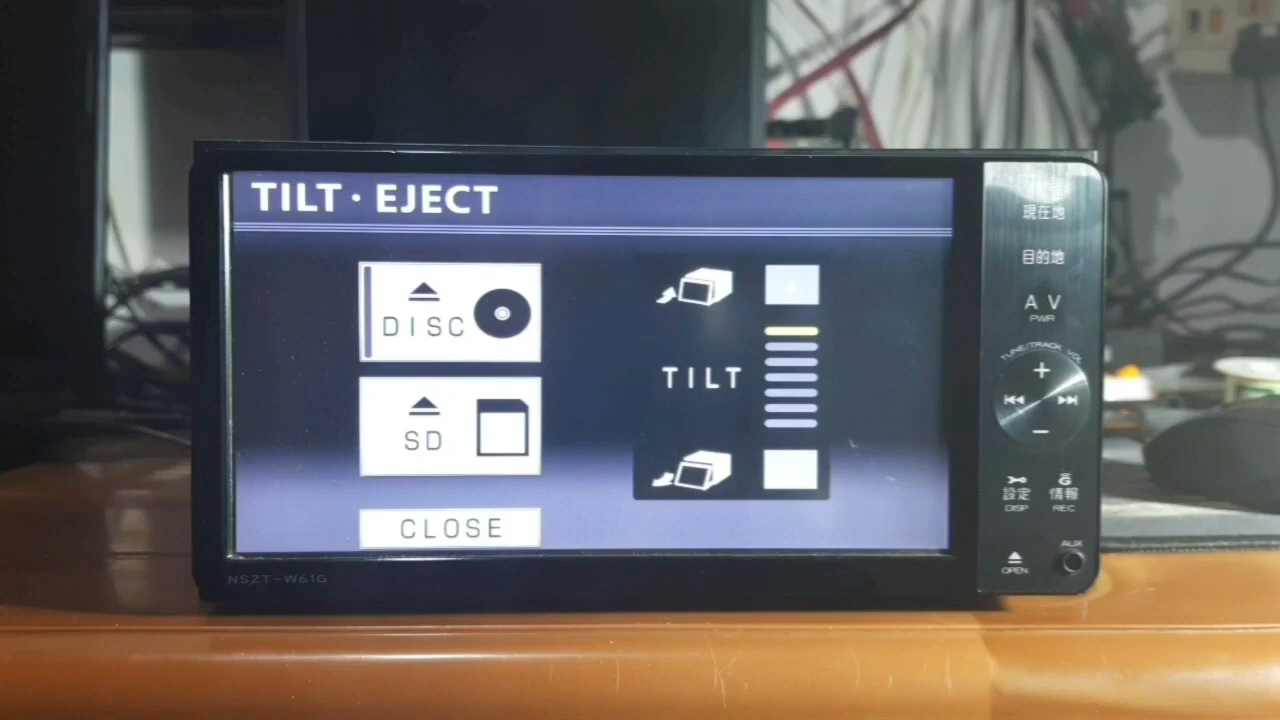 TILT・EJECT
DISC
SD
TILT
CLOSE
NSZT-W61G
現在地
目的地
AV
PWR
TUNE/TRACK VOL
設定
DISP
情報
REC
AUX
OPEN